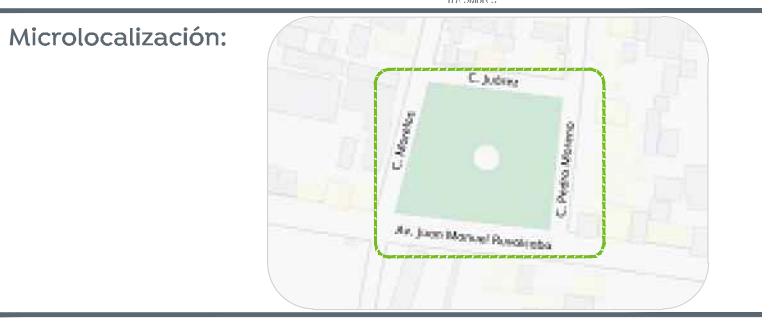 Microlocalización:
C. Juárez
C. Morelos
C. Pedro Moreno
Av. Juan Manuel Ruvalcaba